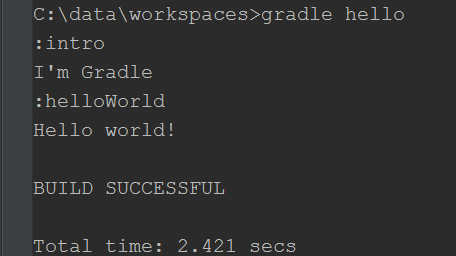 C:\data\workspaces>gradle hello
:intro
I'm Gradle
:helloWorld
Hello world!
BUILD SUCCESSFUL
Total time: 2.421 secs